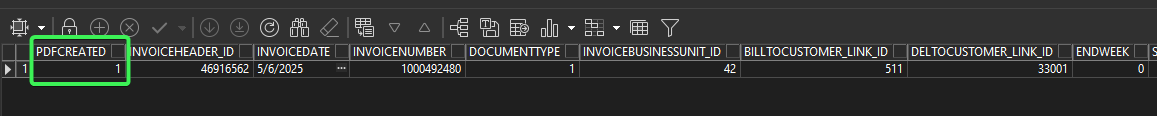 PDFCREATED INVOICEHEADER_ID INVOICEDATE INVOICENUMBER DOCUMENTTYPE INVOICEBUSINESSUNIT_ID BILLTOCUSTOMER_LINK_ID DELTOCUSTOMER_LINK_ID ENDWEEK S
1 1 46916562 5/6/2025 ... 1000492480 1 42 511 33001 0